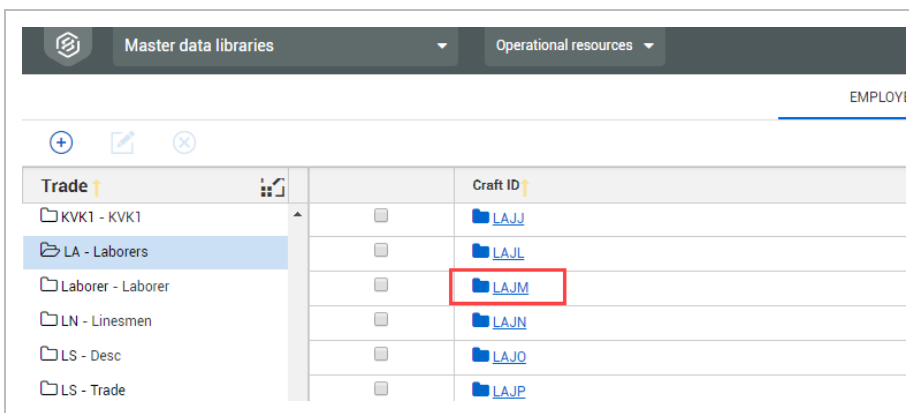 Master data libraries Operational resources
EMPLOYE
Trade Craft ID
KVK1 - KVK1 LAJJ
LA - Laborers LAJL
Laborer - Laborer LAJM
LN - Linesmen LAJN
LS - Desc LAJO
LS - Trade LAJP